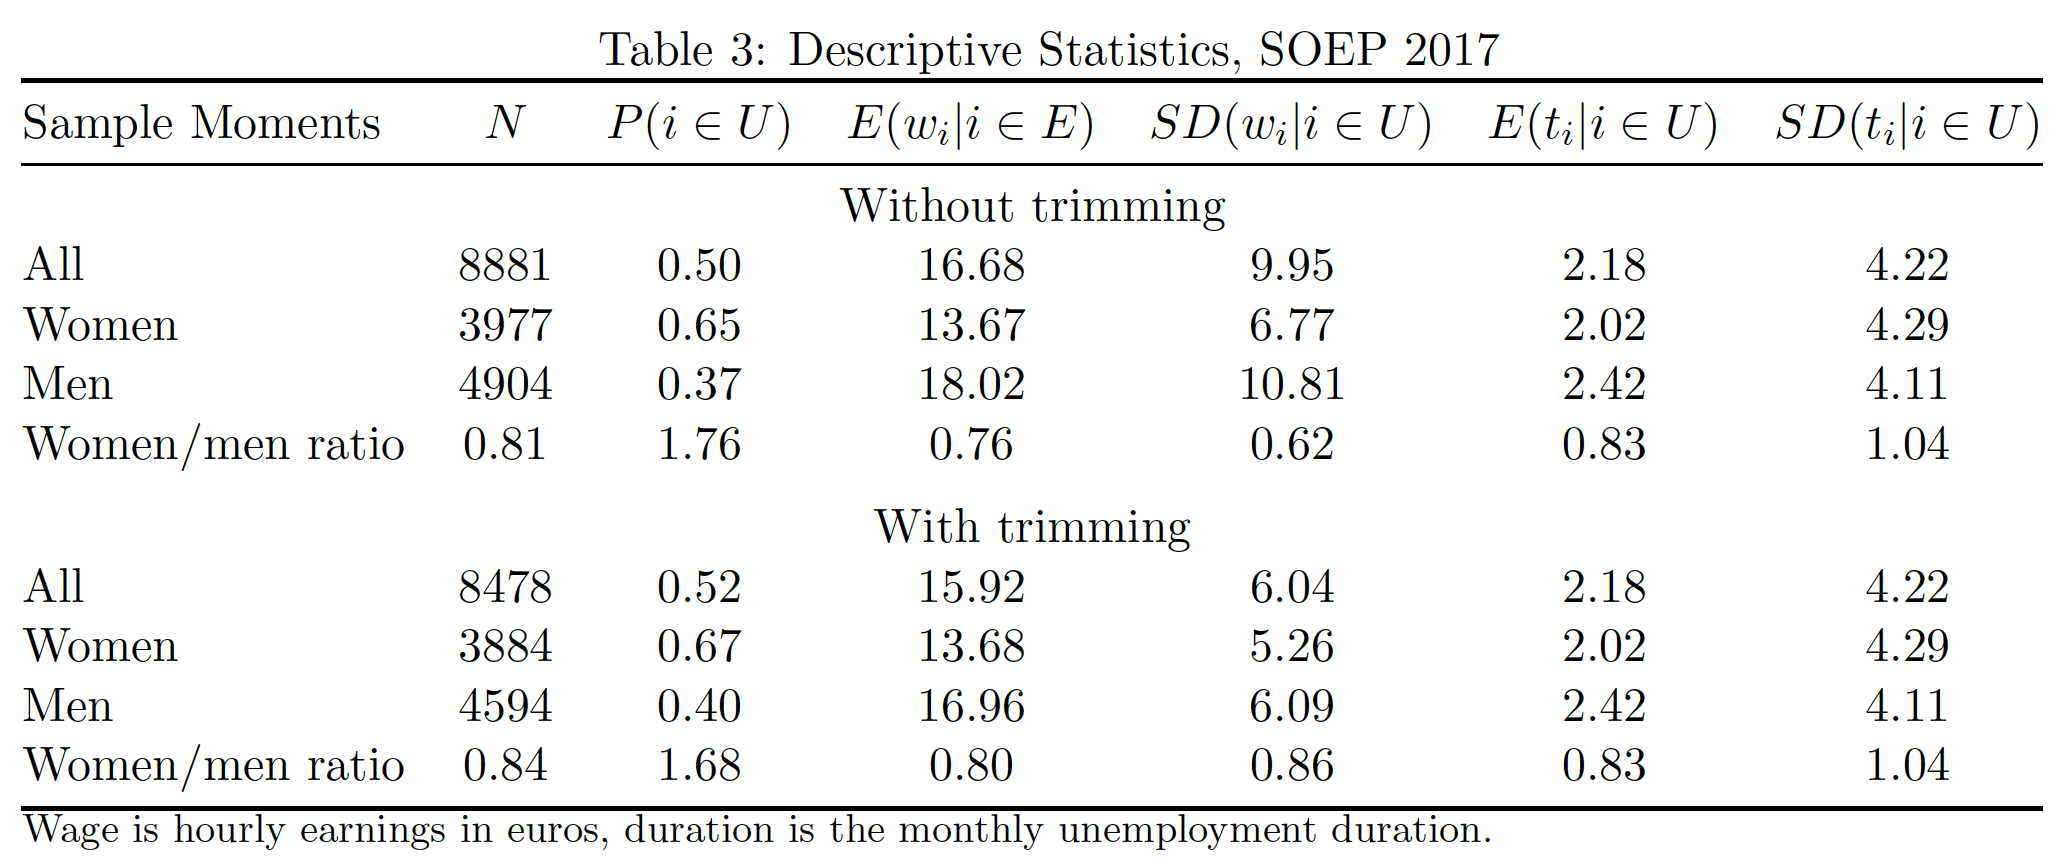 Table 3: Descriptive Statistics, SOEP 2017
Sample Moments N P(i ∈ U) E(wᵢ|i ∈ E) SD(wᵢ|i ∈ U) E(tᵢ|i ∈ U) SD(tᵢ|i ∈ U)
Without trimming
All 8881 0.50 16.68 9.95 2.18 4.22
Women 3977 0.65 13.67 6.77 2.02 4.29
Men 4904 0.37 18.02 10.81 2.42 4.11
Women/men ratio 0.81 1.76 0.76 0.62 0.83 1.04
With trimming
All 8478 0.52 15.92 6.04 2.18 4.22
Women 3884 0.67 13.68 5.26 2.02 4.29
Men 4594 0.40 16.96 6.09 2.42 4.11
Women/men ratio 0.84 1.68 0.80 0.86 0.83 1.04
Wage is hourly earnings in euros, duration is the monthly unemployment duration.